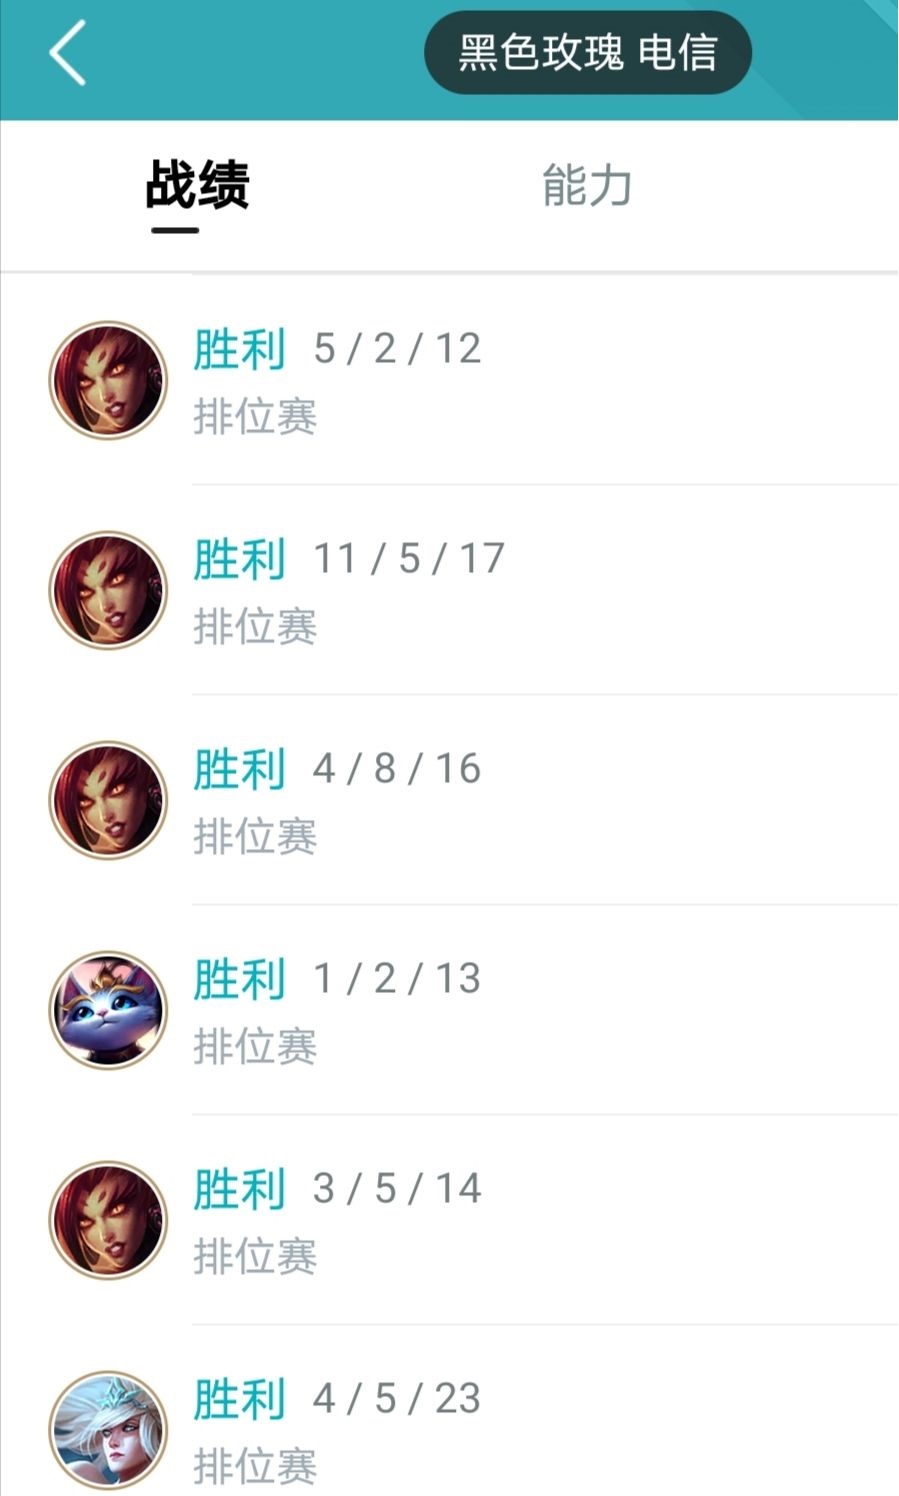 黑色玫瑰 电信
战绩 能力
胜利 5 / 2 / 12
排位赛
胜利 11 / 5 / 17
排位赛
胜利 4 / 8 / 16
排位赛
胜利 1 / 2 / 13
排位赛
胜利 3 / 5 / 14
排位赛
胜利 4 / 5 / 23
排位赛